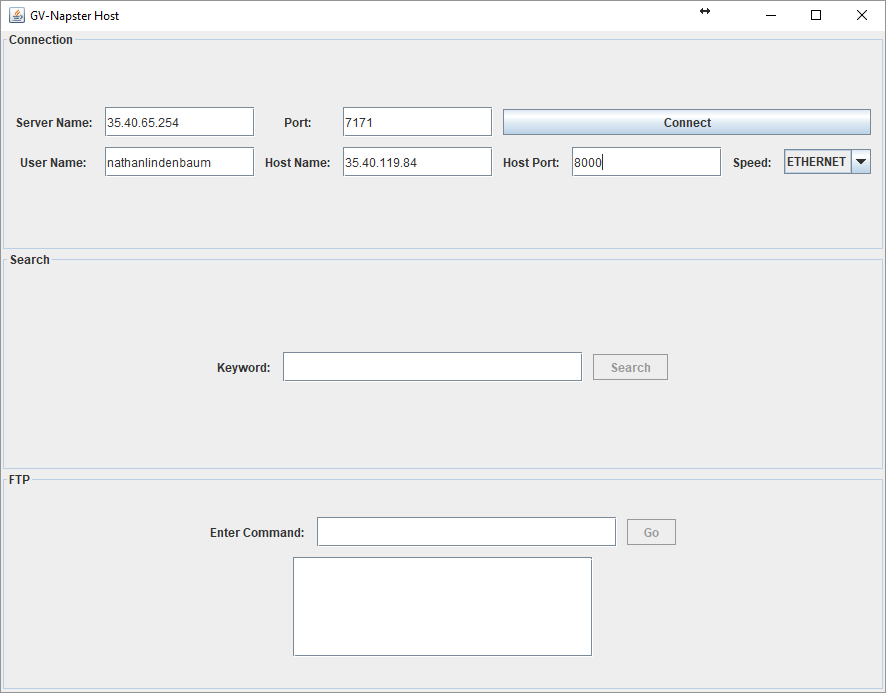 GV-Napster Host
Connection
Server Name: 35.40.65.254 Port: 7171 Connect
User Name: nathanlindenbaum Host Name: 35.40.119.84 Host Port: 8000 Speed: ETHERNET
Search
Keyword: Search
FTP
Enter Command: Go